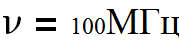 ν = 100МГц